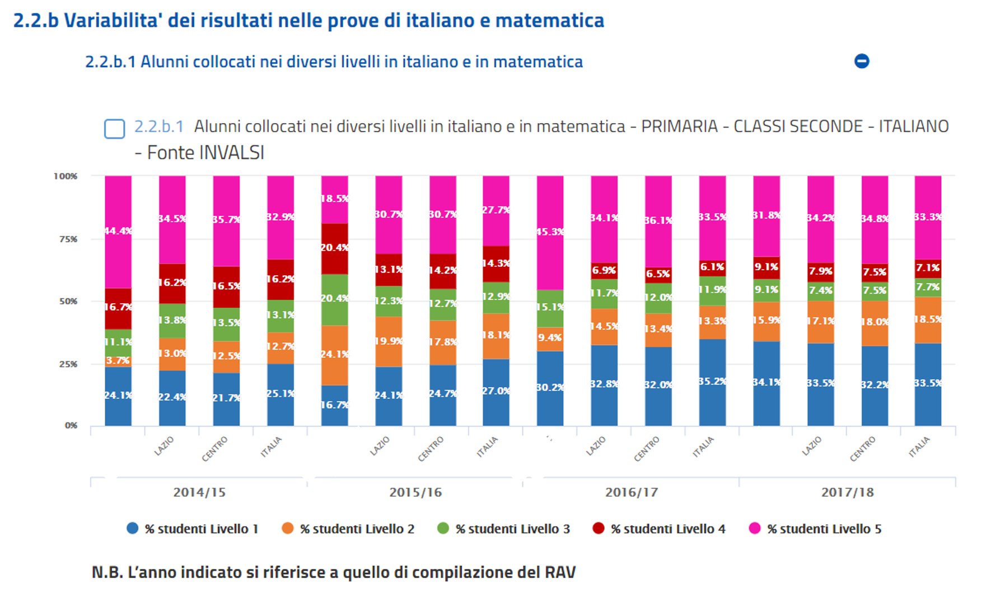 2.2.b Variabilita' dei risultati nelle prove di italiano e matematica
2.2.b.1 Alunni collocati nei diversi livelli in italiano e in matematica
2.2.b.1 Alunni collocati nei diversi livelli in italiano e in matematica - PRIMARIA - CLASSI SECONDE - ITALIANO
- Fonte INVALSI
100%
75%
50%
25%
0%
44.4% 34.5% 35.7% 32.9% 18.5% 30.7% 30.7% 27.7% 45.3% 34.1% 36.1% 33.5% 31.8% 34.2% 34.8% 33.3%
16.7% 16.2% 16.5% 16.2% 20.4% 13.1% 14.2% 14.3% 6.9% 6.5% 6.1% 9.1% 7.9% 7.5% 7.1%
11.1% 13.8% 13.5% 13.1% 20.4% 12.3% 12.7% 12.9% 15.1% 11.7% 12.0% 11.9% 9.1% 7.4% 7.5% 7.7%
3.7% 13.0% 12.5% 12.7% 24.1% 19.9% 17.8% 18.1% 9.4% 14.5% 13.4% 13.3% 15.9% 17.1% 18.0% 18.5%
24.1% 22.4% 21.7% 25.1% 16.7% 24.1% 24.7% 27.0% 30.2% 32.8% 32.0% 35.2% 34.1% 33.5% 32.2% 33.5%
LAZIO CENTRO ITALIA LAZIO CENTRO ITALIA LAZIO CENTRO ITALIA LAZIO CENTRO ITALIA
2014/15 2015/16 2016/17 2017/18
% studenti Livello 1 % studenti Livello 2 % studenti Livello 3 % studenti Livello 4 % studenti Livello 5
N.B. L’anno indicato si riferisce a quello di compilazione del RAV